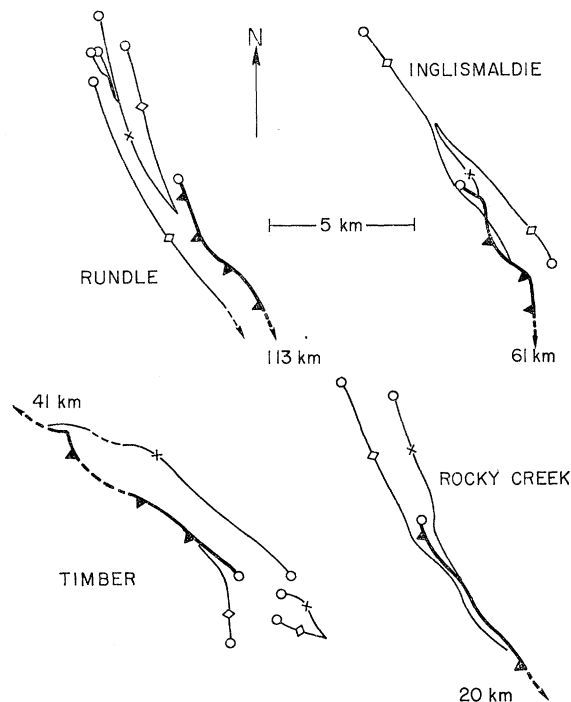 N
INGLISMALDIE
5 km
RUNDLE
113 km
61 km
41 km
ROCKY CREEK
TIMBER
20 km